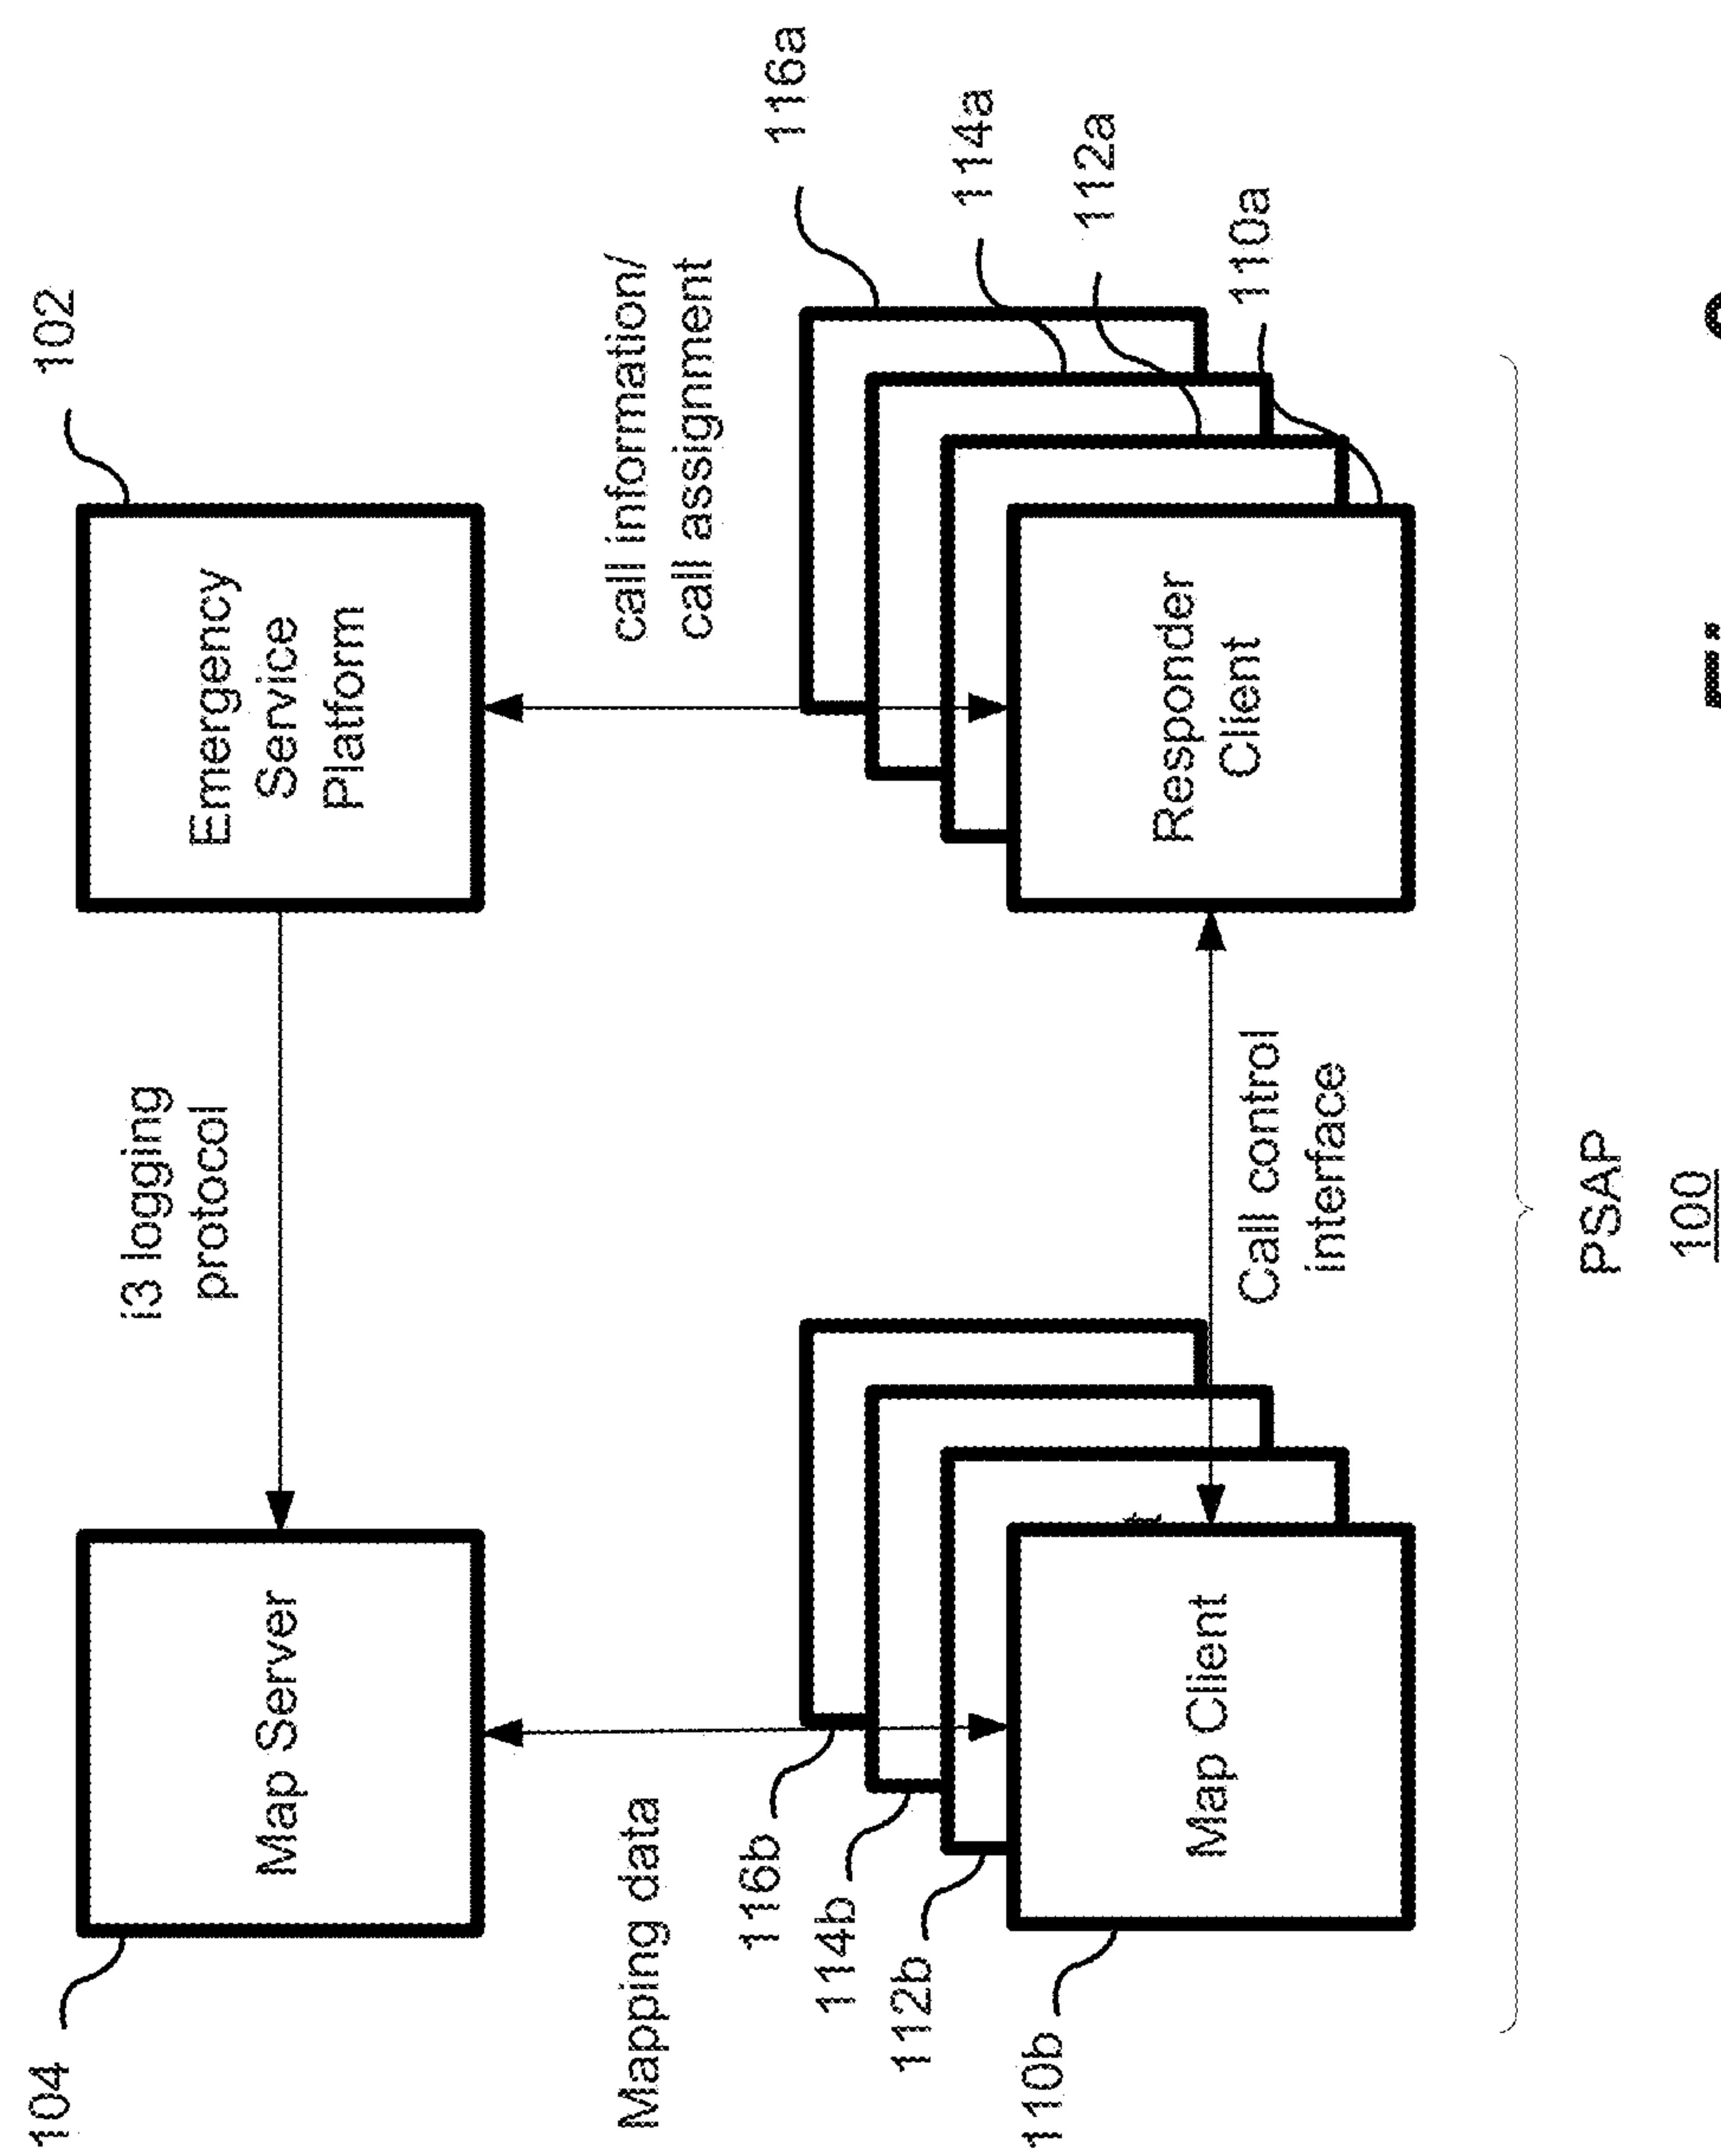 104
Map Server
i3 logging
protocol
102
Emergency
Service
Platform
Mapping data
call information/
call assignment
116b
114b
112b
110b
Map Client
Call control
interface
116a
114a
112a
110a
Responder
Client
PSAP
100